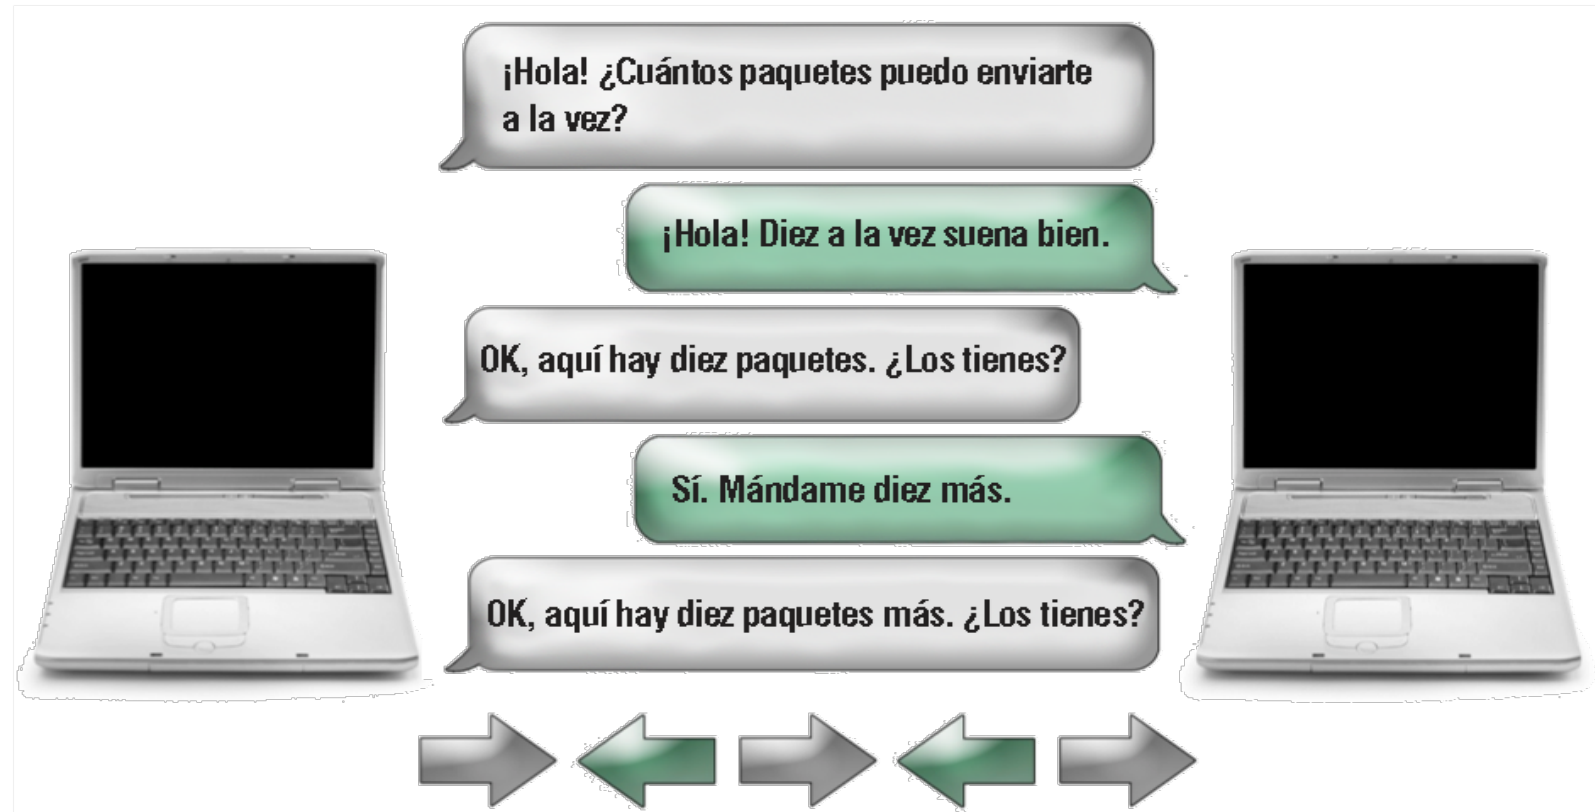 ¡Hola! ¿Cuántos paquetes puedo enviarte
a la vez?
¡Hola! Diez a la vez suena bien.
OK, aquí hay diez paquetes. ¿Los tienes?
Sí. Mándame diez más.
OK, aquí hay diez paquetes más. ¿Los tienes?